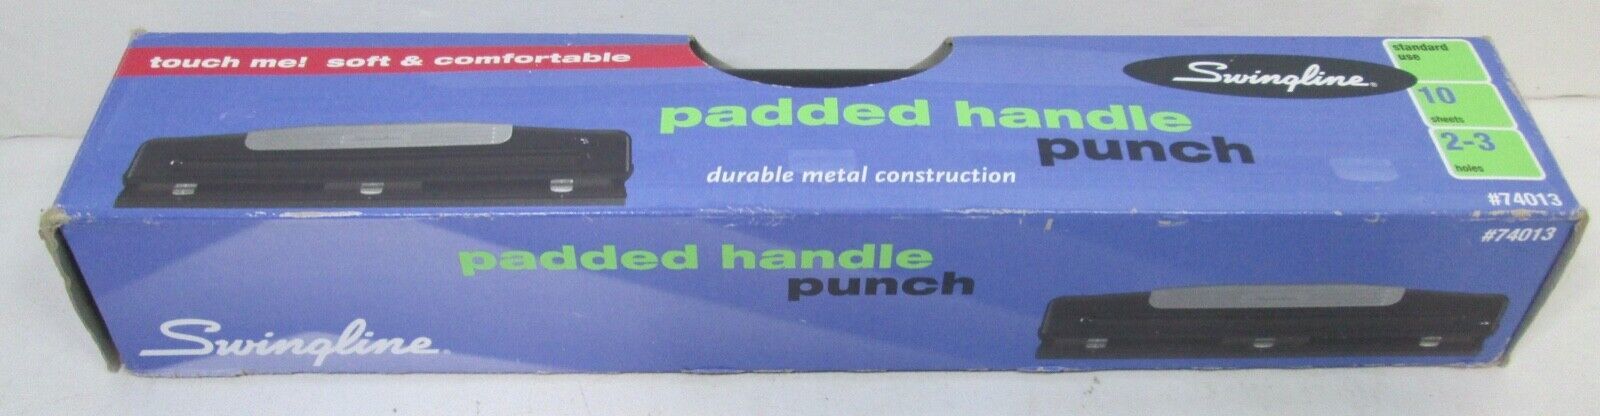 touch me! soft & comfortable
Swingline®
standard
use
10
sheets
2-3
holes
padded handle
punch
durable metal construction
#74013
#74013
padded handle
punch
Swingline®